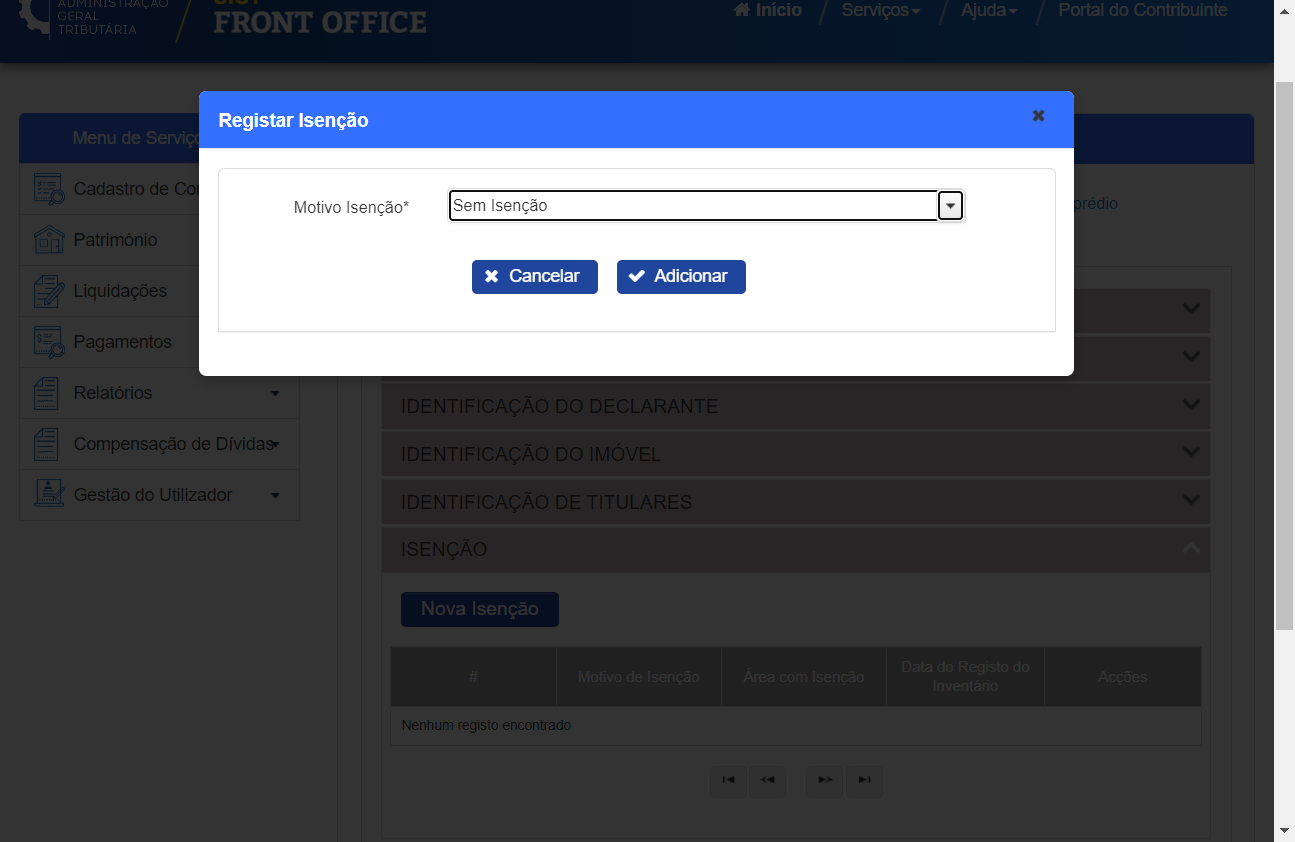 ADMINISTRAÇÃO
GERAL
TRIBUTÁRIA
FRONT OFFICE
Início
Serviços
Ajuda
Portal do Contribuinte
Registar Isenção
Motivo Isenção*
Sem Isenção
Cancelar
Adicionar
Menu de Serviço
Cadastro de Co
Património
Liquidações
Pagamentos
Relatórios
Compensação de Dívidas
Gestão do Utilizador
prédio
IDENTIFICAÇÃO DO DECLARANTE
IDENTIFICAÇÃO DO IMÓVEL
IDENTIFICAÇÃO DE TITULARES
ISENÇÃO
Nova Isenção
#
Motivo de Isenção
Área com Isenção
Data do Registo do
Inventário
Acções
Nenhum registo encontrado